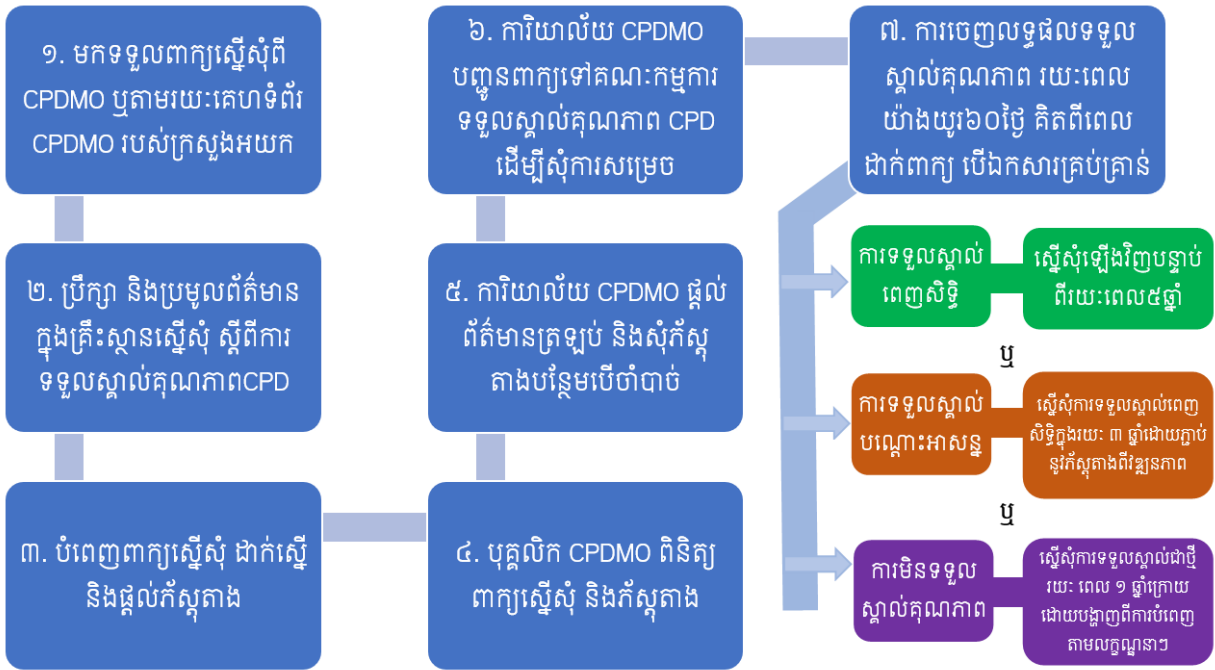 ១. មកទទួលពាក្យស្នើសុំពី
CPDMO ឬតាមរយៈគេហទំព័រ
CPDMO របស់ក្រសួងអយក
២. ប្រឹក្សា និងប្រមូលព័ត៌មាន
ក្នុងគ្រឹះស្ថានស្នើសុំ ស្តីពីការ
ទទួលស្គាល់គុណភាពCPD
៣. បំពេញពាក្យស្នើសុំ ដាក់ស្នើ
និងផ្តល់ភ័ស្តុតាង
៤. បុគ្គលិក CPDMO ពិនិត្យ
ពាក្យស្នើសុំ និងភ័ស្តុតាង
៥. ការិយាល័យ CPDMO ផ្តល់
ព័ត៌មានត្រឡប់ និងសុំភ័ស្តុ
តាងបន្ថែមបើចាំបាច់
៦. ការិយាល័យ CPDMO
បញ្ជូនពាក្យទៅគណៈកម្មការ
ទទួលស្គាល់គុណភាព CPD
ដើម្បីសុំការសម្រេច
៧. ការចេញលទ្ធផលទទួល
ស្គាល់គុណភាព រយៈពេល
យ៉ាងយូរ៦០ថ្ងៃ គិតពីពេល
ដាក់ពាក្យ បើឯកសារគ្រប់គ្រាន់
ការទទួលស្គាល់
ពេញសិទ្ធិ
ស្នើសុំឡើងវិញបន្ទាប់
ពីរយៈពេល៥ឆ្នាំ
ឬ
ការទទួលស្គាល់
បណ្តោះអាសន្ន
ស្នើសុំការទទួលស្គាល់ពេញ
សិទ្ធិក្នុងរយៈ ៣ ឆ្នាំដោយភ្ជាប់
នូវភ័ស្តុតាងពីវឌ្ឍនភាព
ឬ
ការមិនទទួល
ស្គាល់គុណភាព
ស្នើសុំការទទួលស្គាល់ជាថ្មី
រយៈ ពេល ១ ឆ្នាំក្រោយ
ដោយបង្ហាញពីការបំពេញ
តាមលក្ខណ្ឌនាៗ